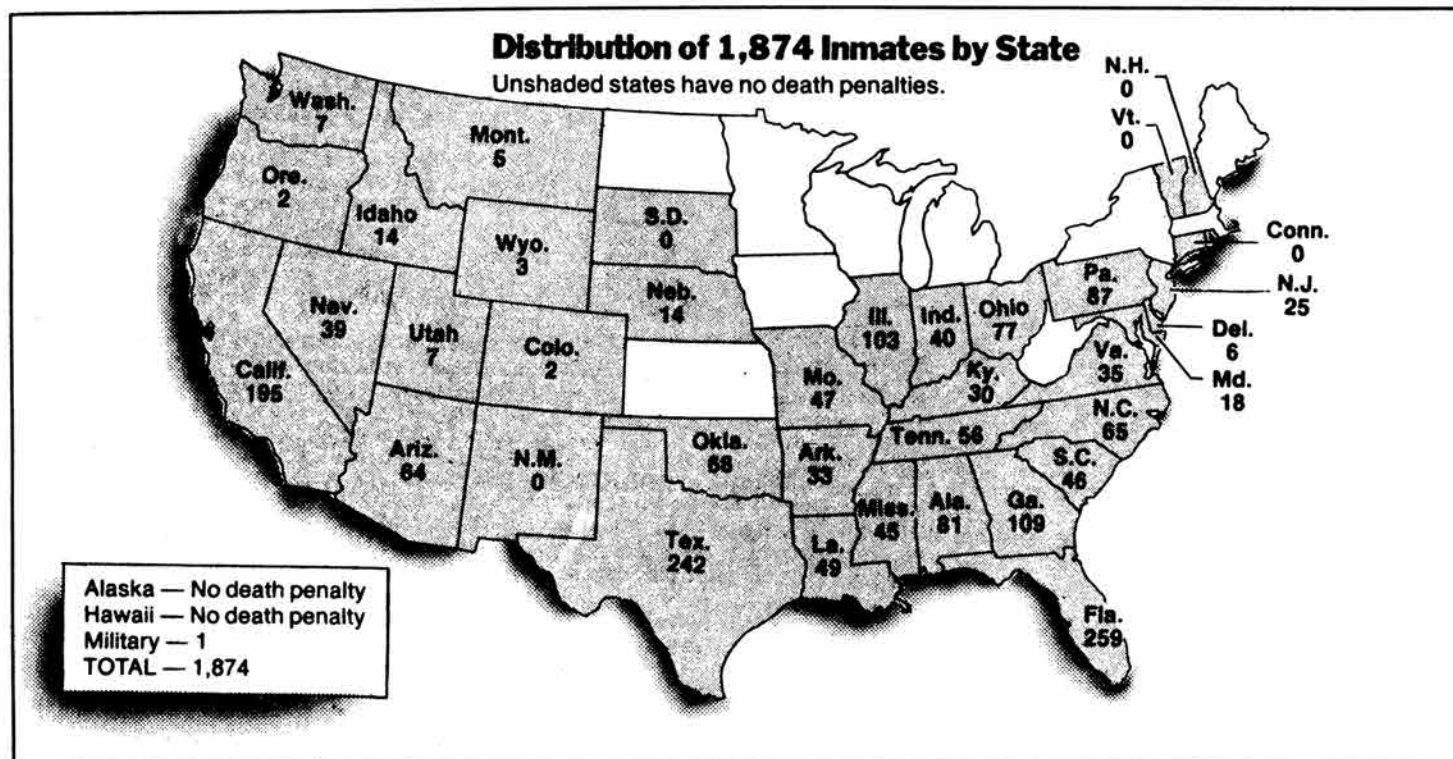 Distribution of 1,874 Inmates by State
Unshaded states have no death penalties.
N.H.
0
Vt.
0
Wash.
7
Mont.
5
Ore.
2
Idaho
14
Wyo.
3
S.D.
0
Conn.
0
Neb.
14
Nev.
39
Utah
7
Colo.
2
Calif.
195
Ill.
103
Ind.
40
Ohio
77
Pa.
87
N.J.
25
Del.
6
Md.
18
Va.
35
Ky.
30
Mo.
47
N.C.
65
Tenn. 56
S.C.
46
Ariz.
64
N.M.
0
Okla.
68
Ark.
33
Miss.
45
Ala.
81
Ga.
109
Tex.
242
La.
49
Fla.
259
Alaska — No death penalty
Hawaii — No death penalty
Military — 1
TOTAL — 1,874